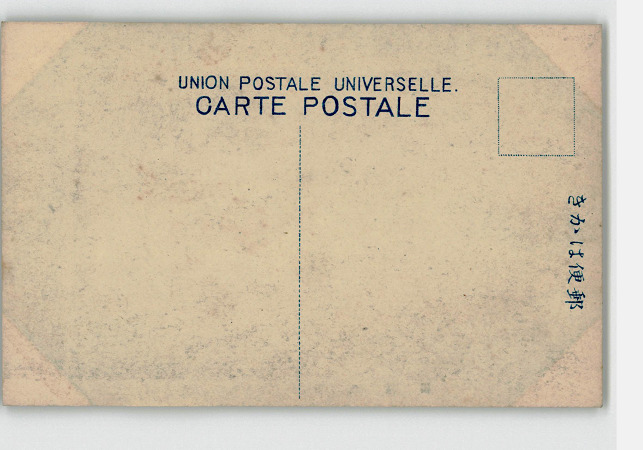 UNION POSTALE UNIVERSELLE.
CARTE POSTALE
きかは便郵